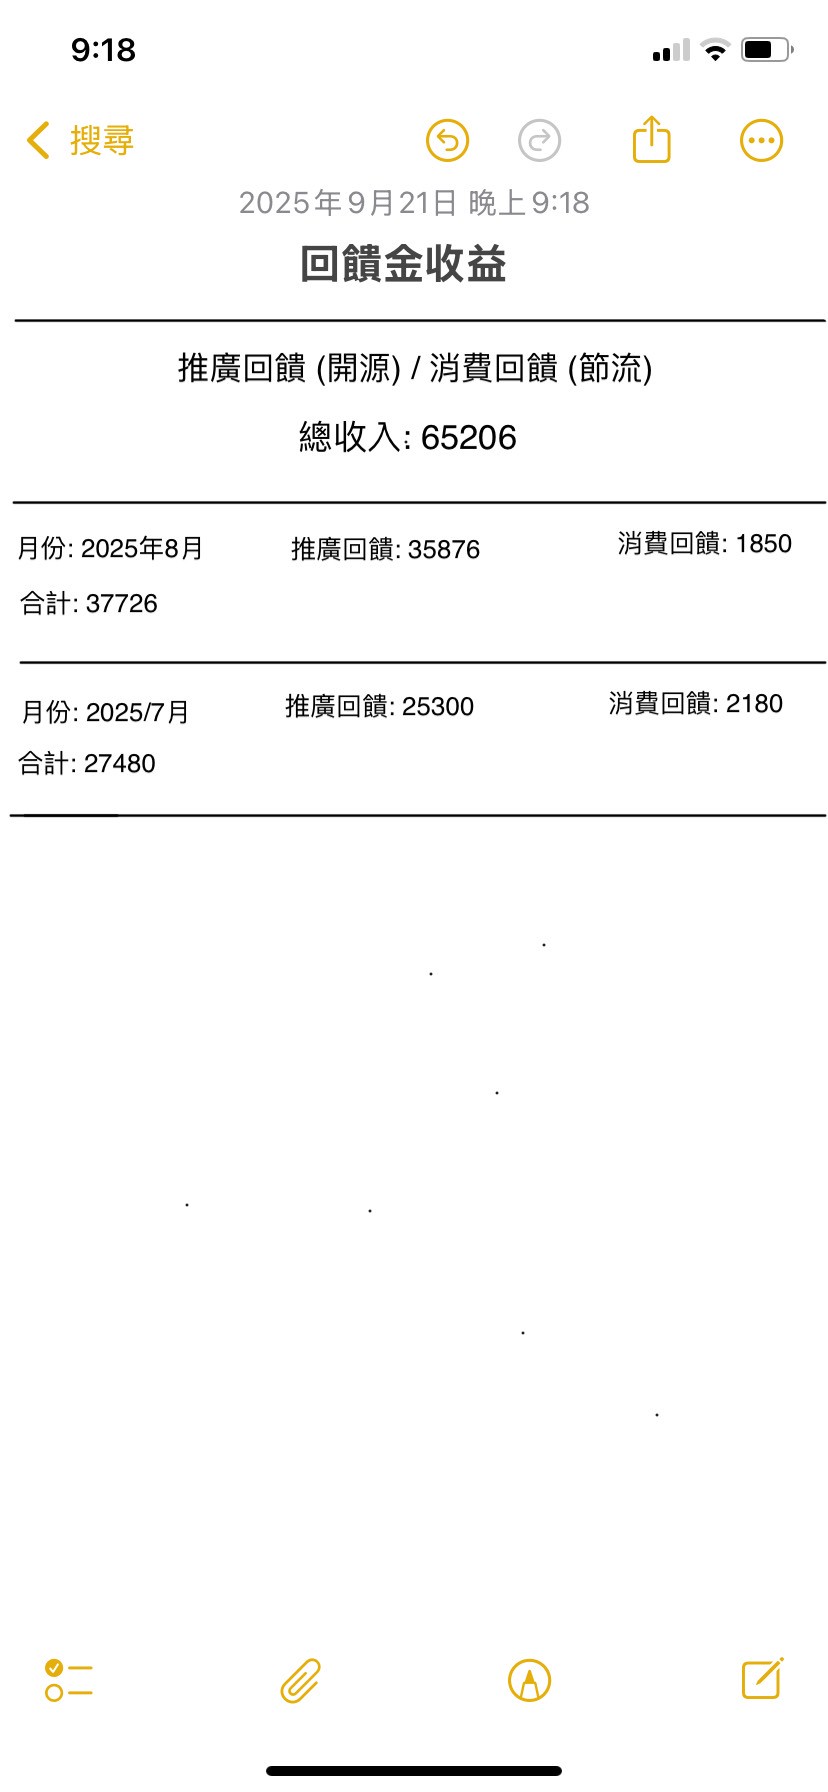 9:18
搜尋
2025年9月21日 晚上9:18
回饋金收益
推廣回饋 (開源) / 消費回饋 (節流)
總收入: 65206
月份: 2025年8月 推廣回饋: 35876 消費回饋: 1850
合計: 37726
月份: 2025/7月 推廣回饋: 25300 消費回饋: 2180
合計: 27480